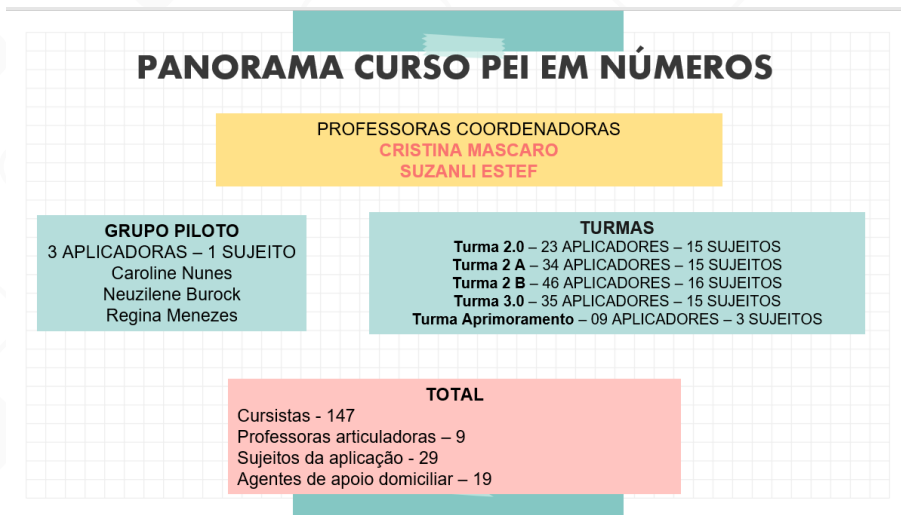 PANORAMA CURSO PEI EM NÚMEROS
PROFESSORAS COORDENADORAS
CRISTINA MASCARO
SUZANLI ESTEF
GRUPO PILOTO
3 APLICADORAS – 1 SUJEITO
Caroline Nunes
Neuzilene Burock
Regina Menezes
TURMAS
Turma 2.0 – 23 APLICADORES – 15 SUJEITOS
Turma 2 A – 34 APLICADORES – 15 SUJEITOS
Turma 2 B – 46 APLICADORES – 16 SUJEITOS
Turma 3.0 – 35 APLICADORES – 15 SUJEITOS
Turma Aprimoramento – 09 APLICADORES – 3 SUJEITOS
TOTAL
Cursistas - 147
Professoras articuladoras – 9
Sujeitos da aplicação - 29
Agentes de apoio domiciliar – 19